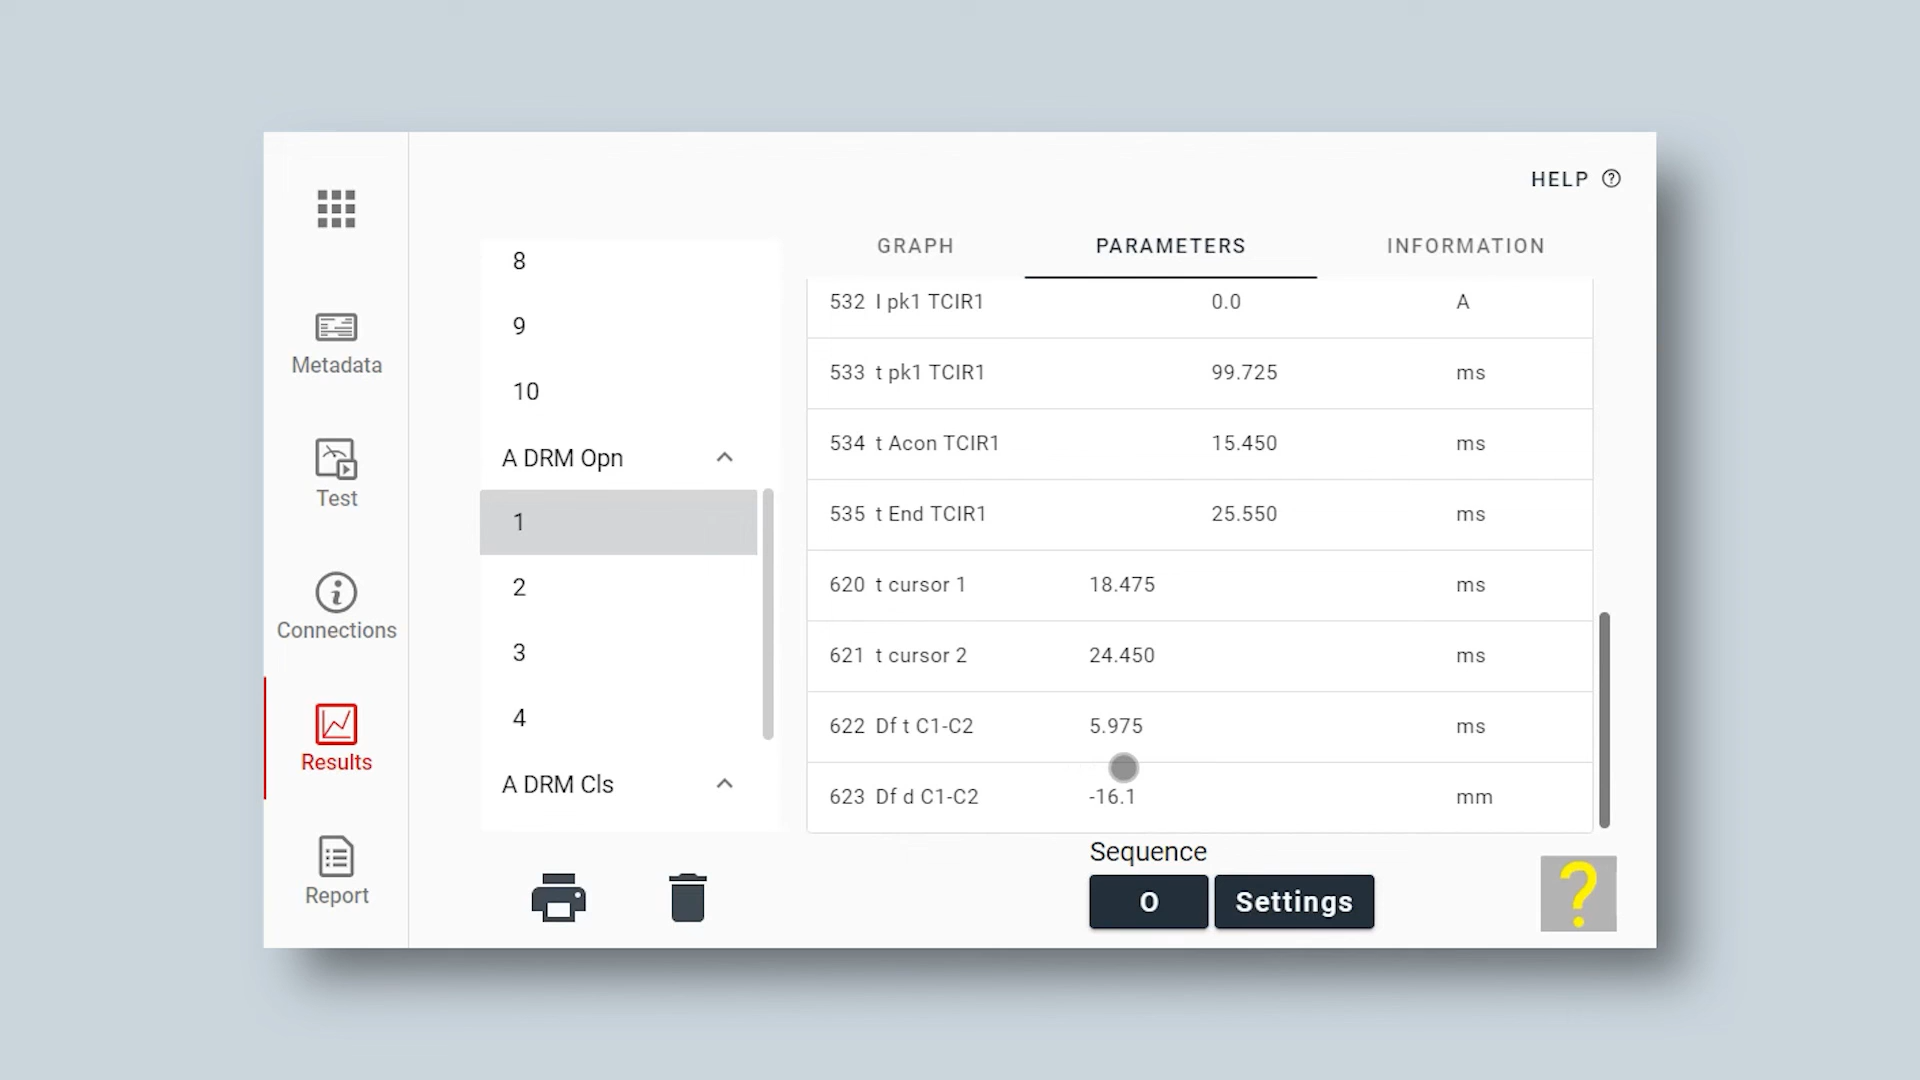 HELP
Metadata
Test
Connections
Results
Report
8
9
10
A DRM Opn
1
2
3
4
A DRM Cls
GRAPH PARAMETERS INFORMATION
532 I pk1 TCIR1 0.0 A
533 t pk1 TCIR1 99.725 ms
534 t Acon TCIR1 15.450 ms
535 t End TCIR1 25.550 ms
620 t cursor 1 18.475 ms
621 t cursor 2 24.450 ms
622 Df t C1-C2 5.975 ms
623 Df d C1-C2 -16.1 mm
Sequence
O Settings
?